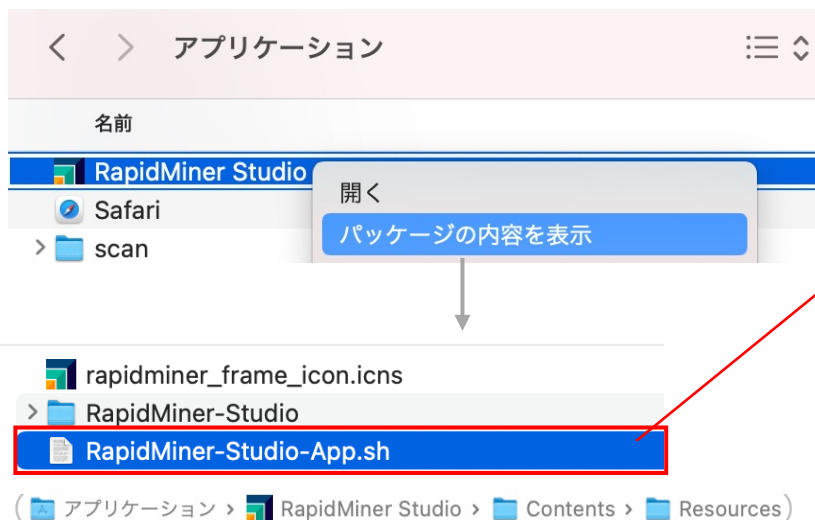 アプリケーション
名前
RapidMiner Studio
開く
Safari
パッケージの内容を表示
scan
rapidminer_frame_icon.icns
RapidMiner-Studio
RapidMiner-Studio-App.sh
(アプリケーション › RapidMiner Studio › Contents › Resources)